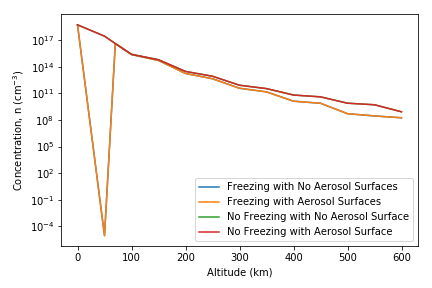 10^17
10^14
10^11
10^8
10^5
10^2
10^−1
10^−4
Concentration, n (cm^−3)
Freezing with No Aerosol Surfaces
Freezing with Aerosol Surfaces
No Freezing with No Aerosol Surface
No Freezing with Aerosol Surface
0 100 200 300 400 500 600
Altitude (km)